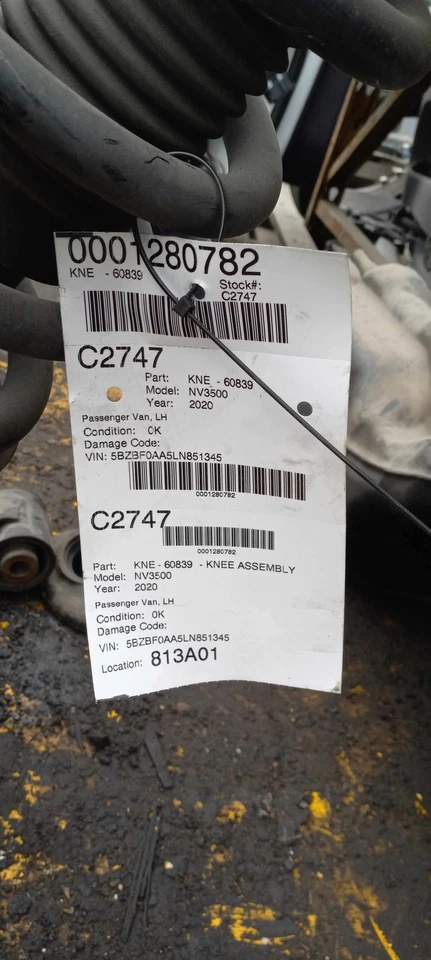 0001280782
KNE - 60839
Stock#:
C2747
C2747
Part: KNE - 60839
Model: NV3500
Year: 2020
Passenger Van, LH
Condition: OK
Damage Code:
VIN: 5BZBF0AA5LN851345
0001280782
C2747
0001280782
Part: KNE - 60839 - KNEE ASSEMBLY
Model: NV3500
Year: 2020
Passenger Van, LH
Condition: OK
Damage Code:
VIN: 5BZBF0AA5LN851345
Location: 813A01